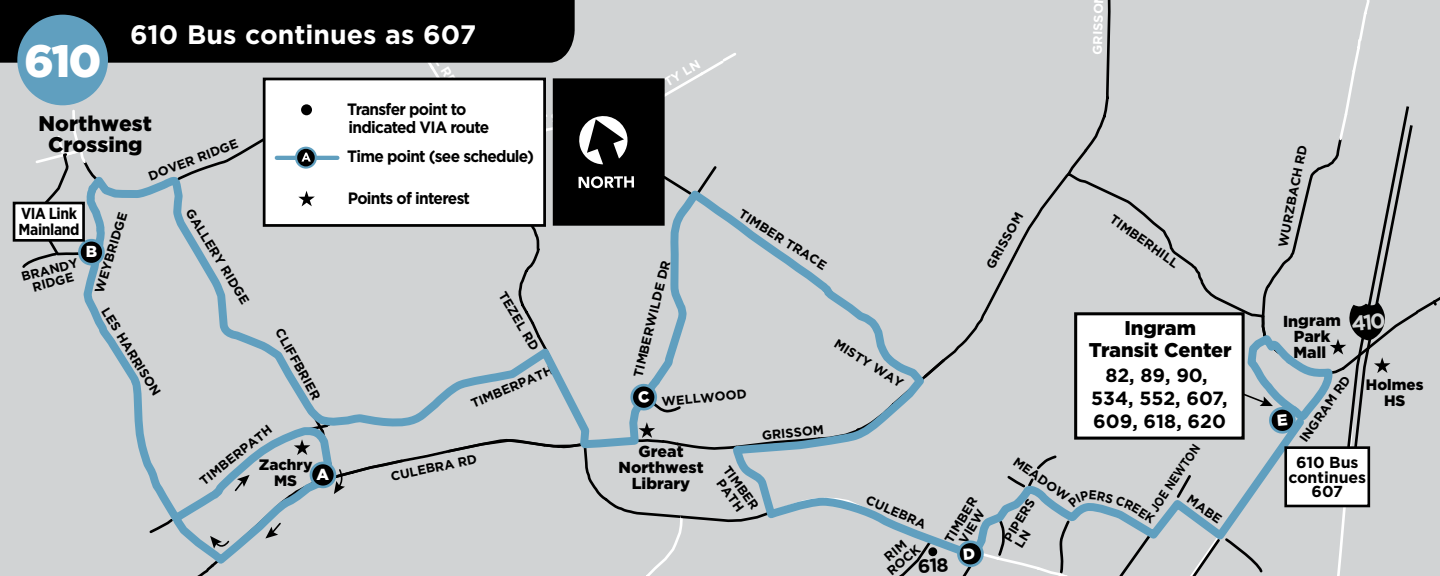 610
610 Bus continues as 607
Northwest
Crossing
DOVER RIDGE
Transfer point to
indicated VIA route
A
Time point (see schedule)
Points of interest
NORTH
TY LN
GRISSOM
VIA Link
Mainland
B
WEYBRIDGE
BRANDY
RIDGE
GALLERY RIDGE
LES HARRISON
CLIFFBRIER
TEZEL RD
TIMBERPATH
TIMBERPATH
Zachry
MS
A
CULEBRA RD
TIMBERWILDE DR
C
WELLWOOD
Great
Northwest
Library
TIMBER TRACE
MISTY WAY
GRISSOM
GRISSOM
TIMBER
PATH
CULEBRA
RIM
ROCK
618
D
TIMBER
VIEW
PIPERS
LN
MEADOW
PIPERS CREEK
JOE NEWTON
MABE
TIMBERHILL
WURZBACH RD
Ingram
Transit Center
82, 89, 90,
534, 552, 607,
609, 618, 620
E
Ingram
Park
Mall
410
Holmes
HS
INGRAM RD
610 Bus
continues
607